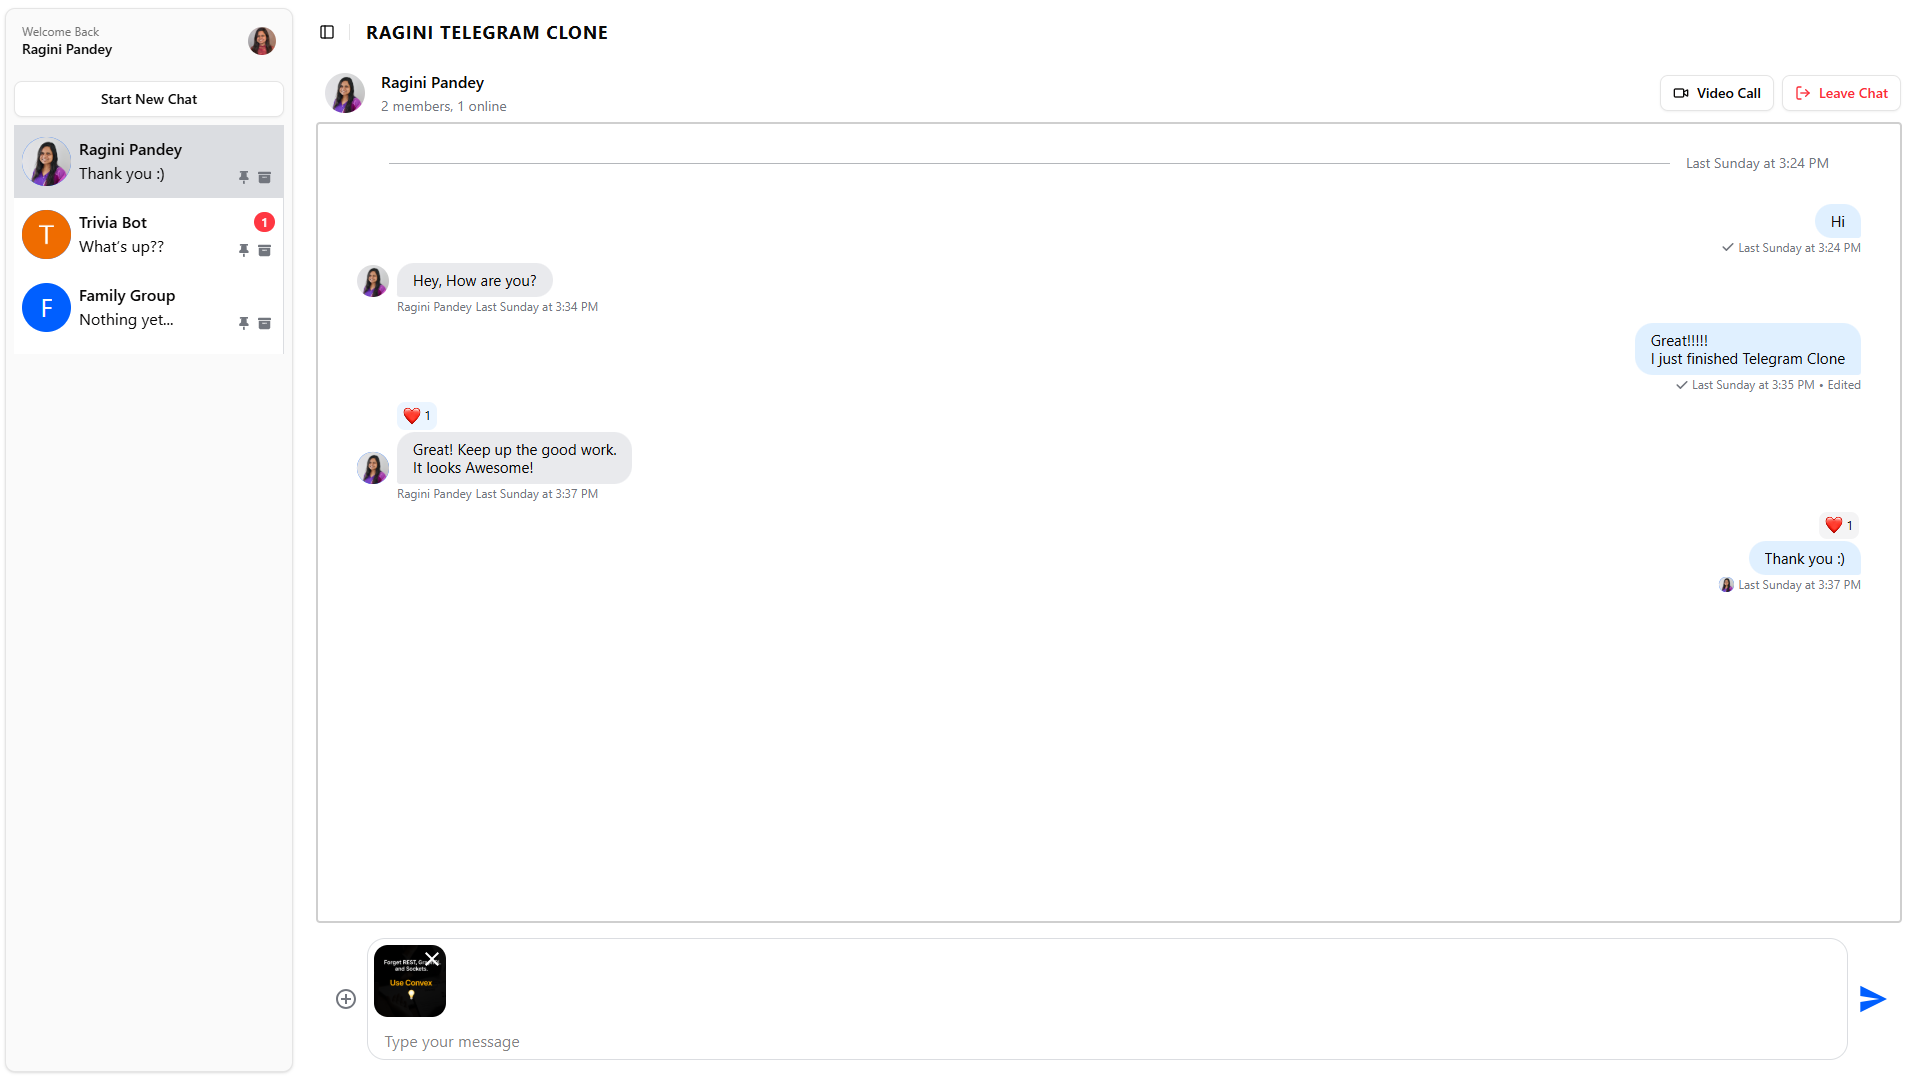 Welcome Back
Ragini Pandey
Start New Chat
Ragini Pandey
Thank you :)
T
Trivia Bot
1
What's up??
F
Family Group
Nothing yet...
RAGINI TELEGRAM CLONE
Ragini Pandey
2 members, 1 online
Video Call
Leave Chat
Last Sunday at 3:24 PM
Hi
Last Sunday at 3:24 PM
Hey, How are you?
Ragini Pandey Last Sunday at 3:34 PM
Great!!!!!
I just finished Telegram Clone
Last Sunday at 3:35 PM • Edited
1
Great! Keep up the good work.
It looks Awesome!
Ragini Pandey Last Sunday at 3:37 PM
1
Thank you :)
Last Sunday at 3:37 PM
Forget REST,
and Sockets.
Use Convex
Type your message